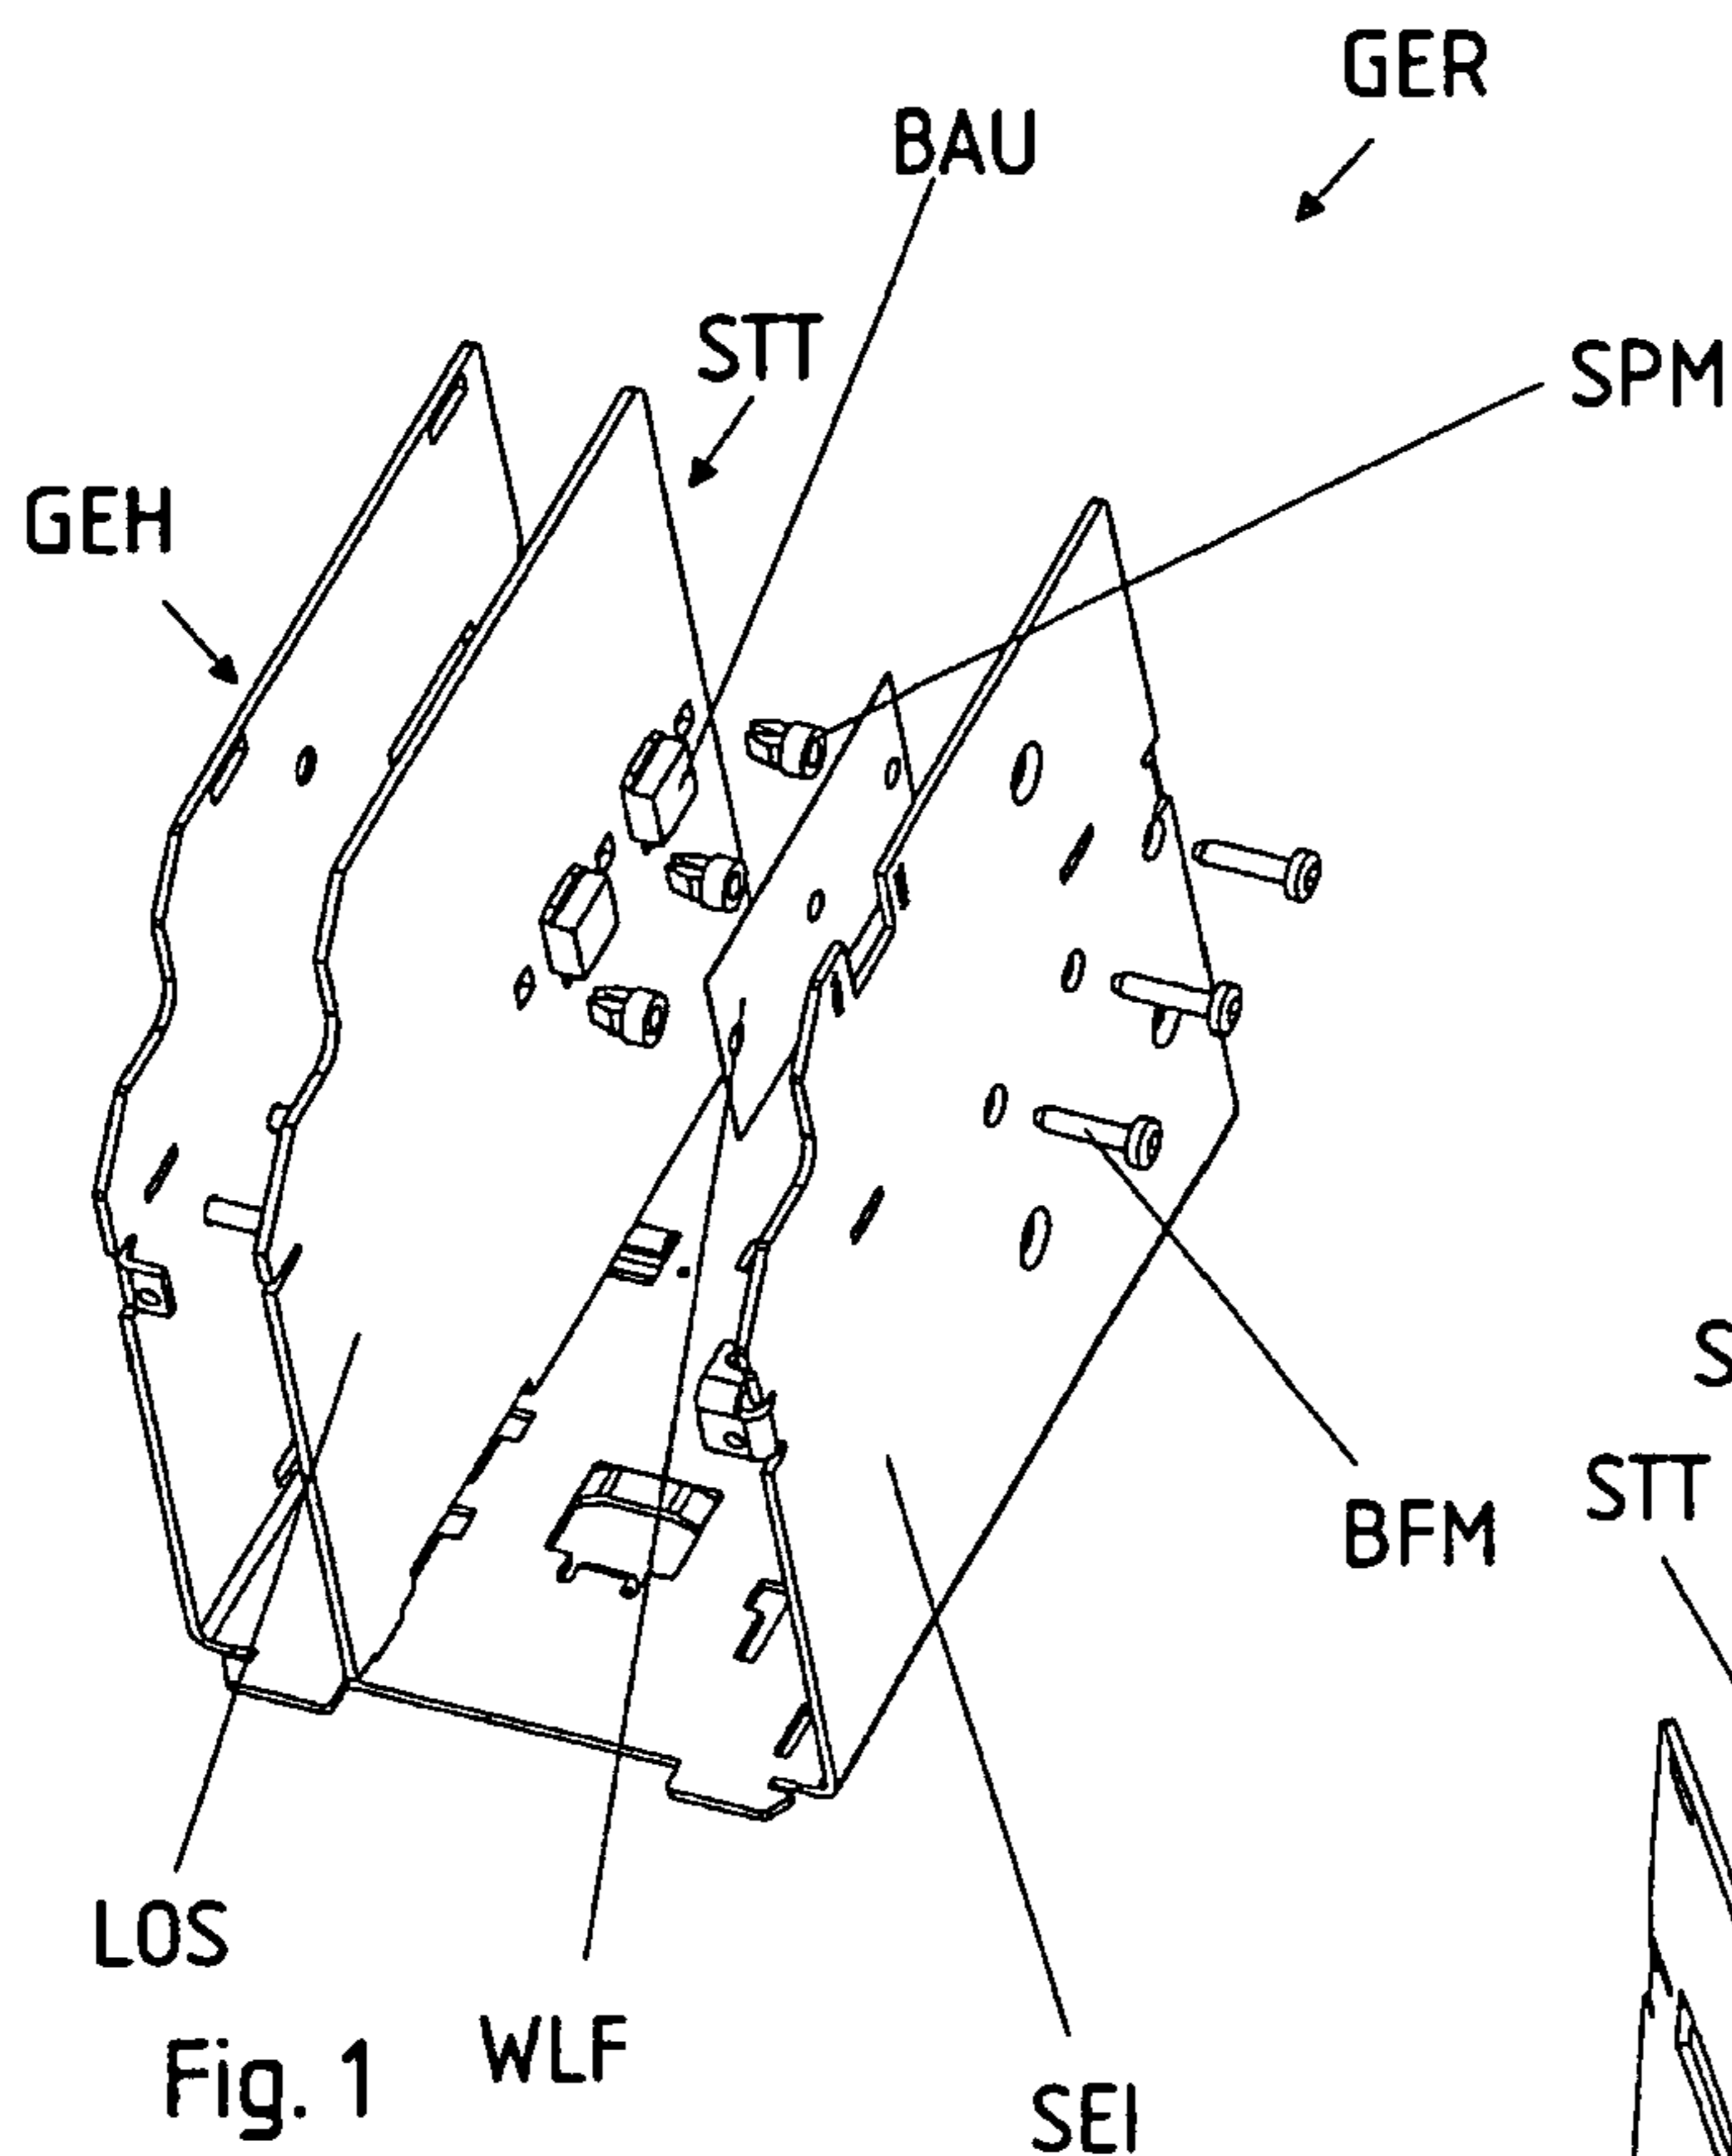 GER
BAU
STT
SPM
GEH
S
STT
BFM
LOS
WLF
Fig. 1
SEI